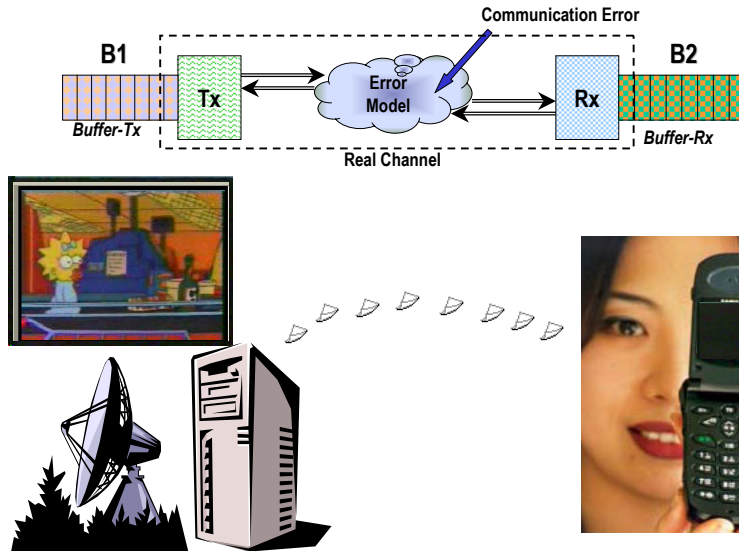 Communication Error
B1
B2
Tx
Error
Model
Rx
Buffer-Tx
Buffer-Rx
Real Channel